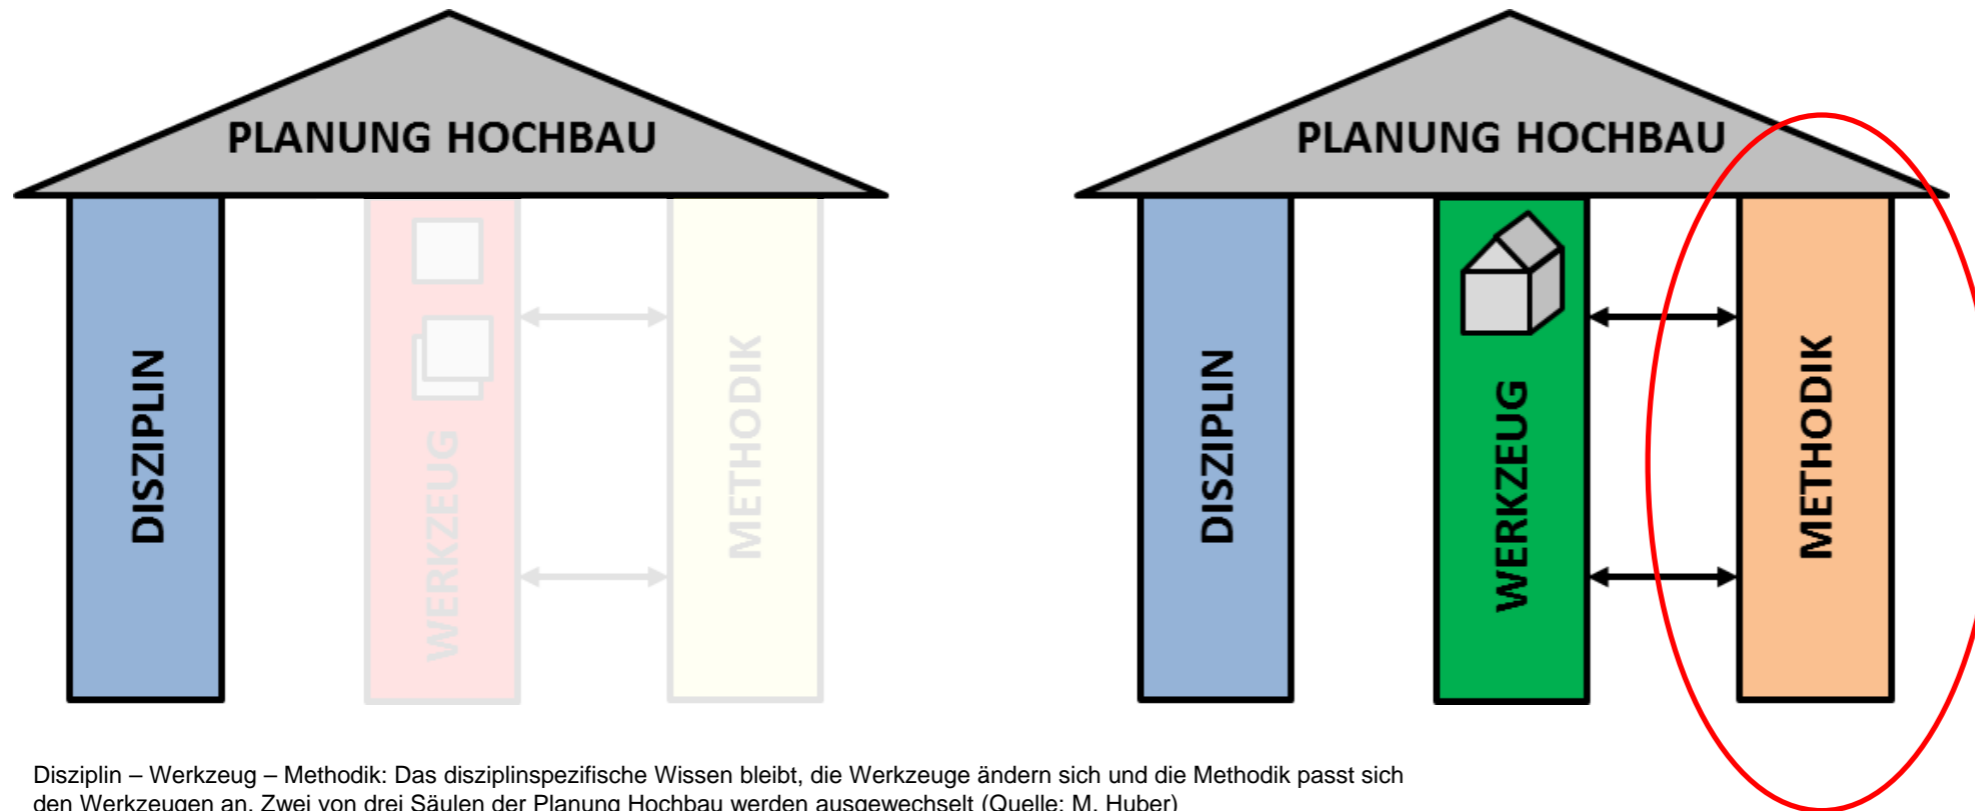 PLANUNG HOCHBAU
DISZIPLIN
WERKZEUG
METHODIK
PLANUNG HOCHBAU
DISZIPLIN
WERKZEUG
METHODIK
Disziplin – Werkzeug – Methodik: Das disziplinspezifische Wissen bleibt, die Werkzeuge ändern sich und die Methodik passt sich
den Werkzeugen an. Zwei von drei Säulen der Planung Hochbau werden ausgewechselt (Quelle: M. Huber)